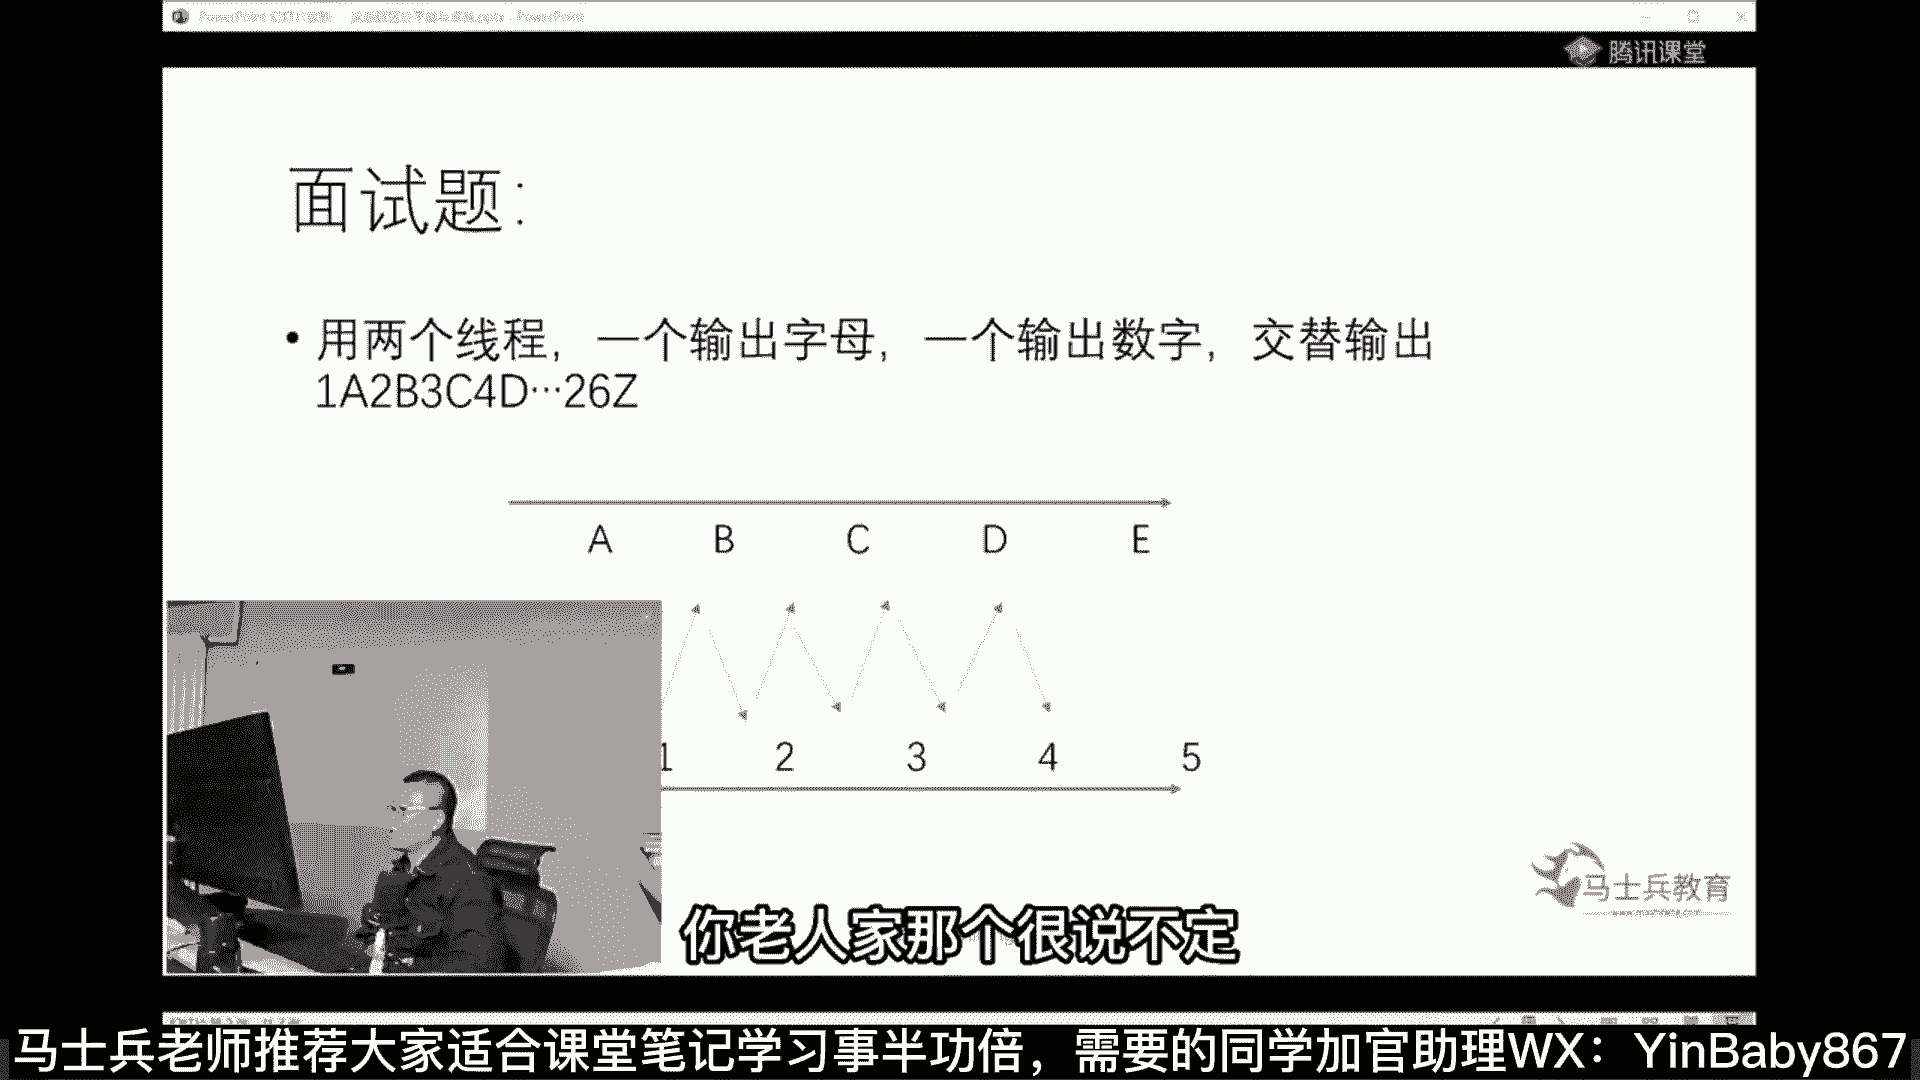 腾讯课堂
面试题：
• 用两个线程，一个输出字母，一个输出数字，交替输出
1A2B3C4D…26Z
A B C D E
1 2 3 4 5
马士兵教育
你老人家那个很说不定
马士兵老师推荐大家适合课堂笔记学习事半功倍，需要的同学加官助理WX：YinBaby867